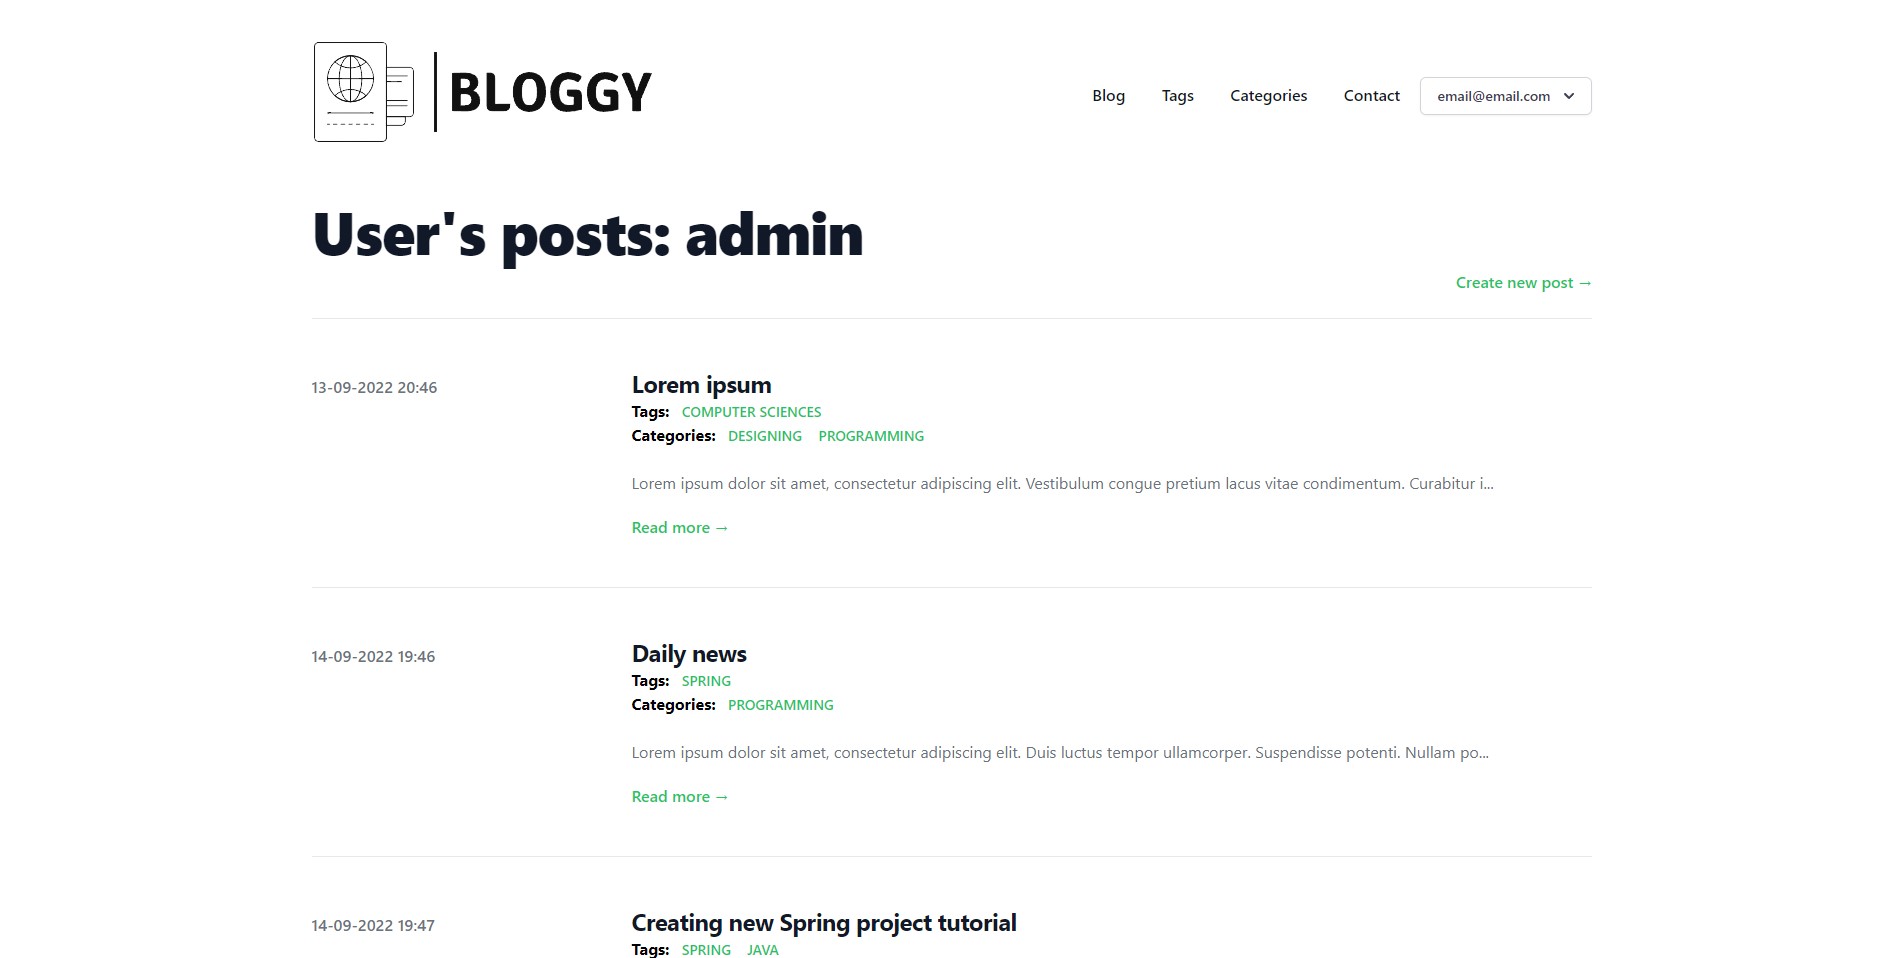 BLOGGY
Blog Tags Categories Contact email@email.com
User's posts: admin
Create new post →
13-09-2022 20:46
Lorem ipsum
Tags: COMPUTER SCIENCES
Categories: DESIGNING PROGRAMMING
Lorem ipsum dolor sit amet, consectetur adipiscing elit. Vestibulum congue pretium lacus vitae condimentum. Curabitur i...
Read more →
14-09-2022 19:46
Daily news
Tags: SPRING
Categories: PROGRAMMING
Lorem ipsum dolor sit amet, consectetur adipiscing elit. Duis luctus tempor ullamcorper. Suspendisse potenti. Nullam po...
Read more →
14-09-2022 19:47
Creating new Spring project tutorial
Tags: SPRING JAVA